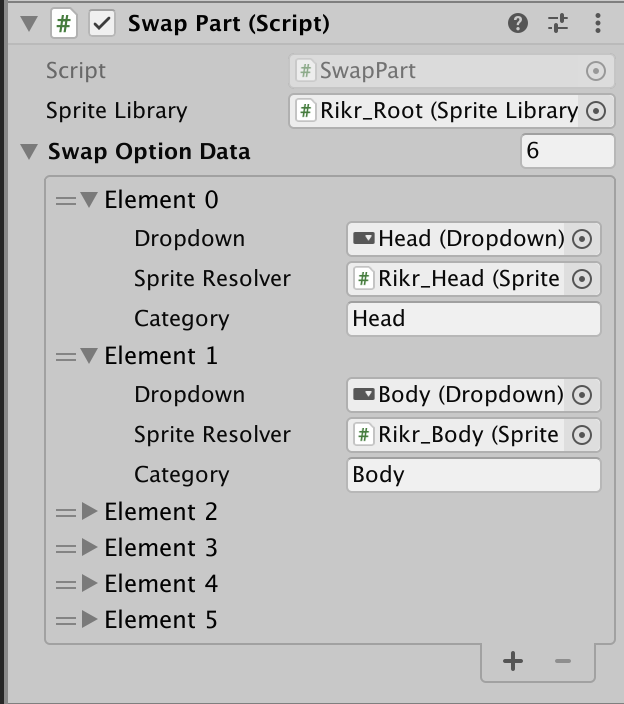 # Swap Part (Script)
Script # SwapPart
Sprite Library # Rikr_Root (Sprite Library
Swap Option Data 6
Element 0
Dropdown Head (Dropdown)
Sprite Resolver # Rikr_Head (Sprite
Category Head
Element 1
Dropdown Body (Dropdown)
Sprite Resolver # Rikr_Body (Sprite
Category Body
Element 2
Element 3
Element 4
Element 5
+ −